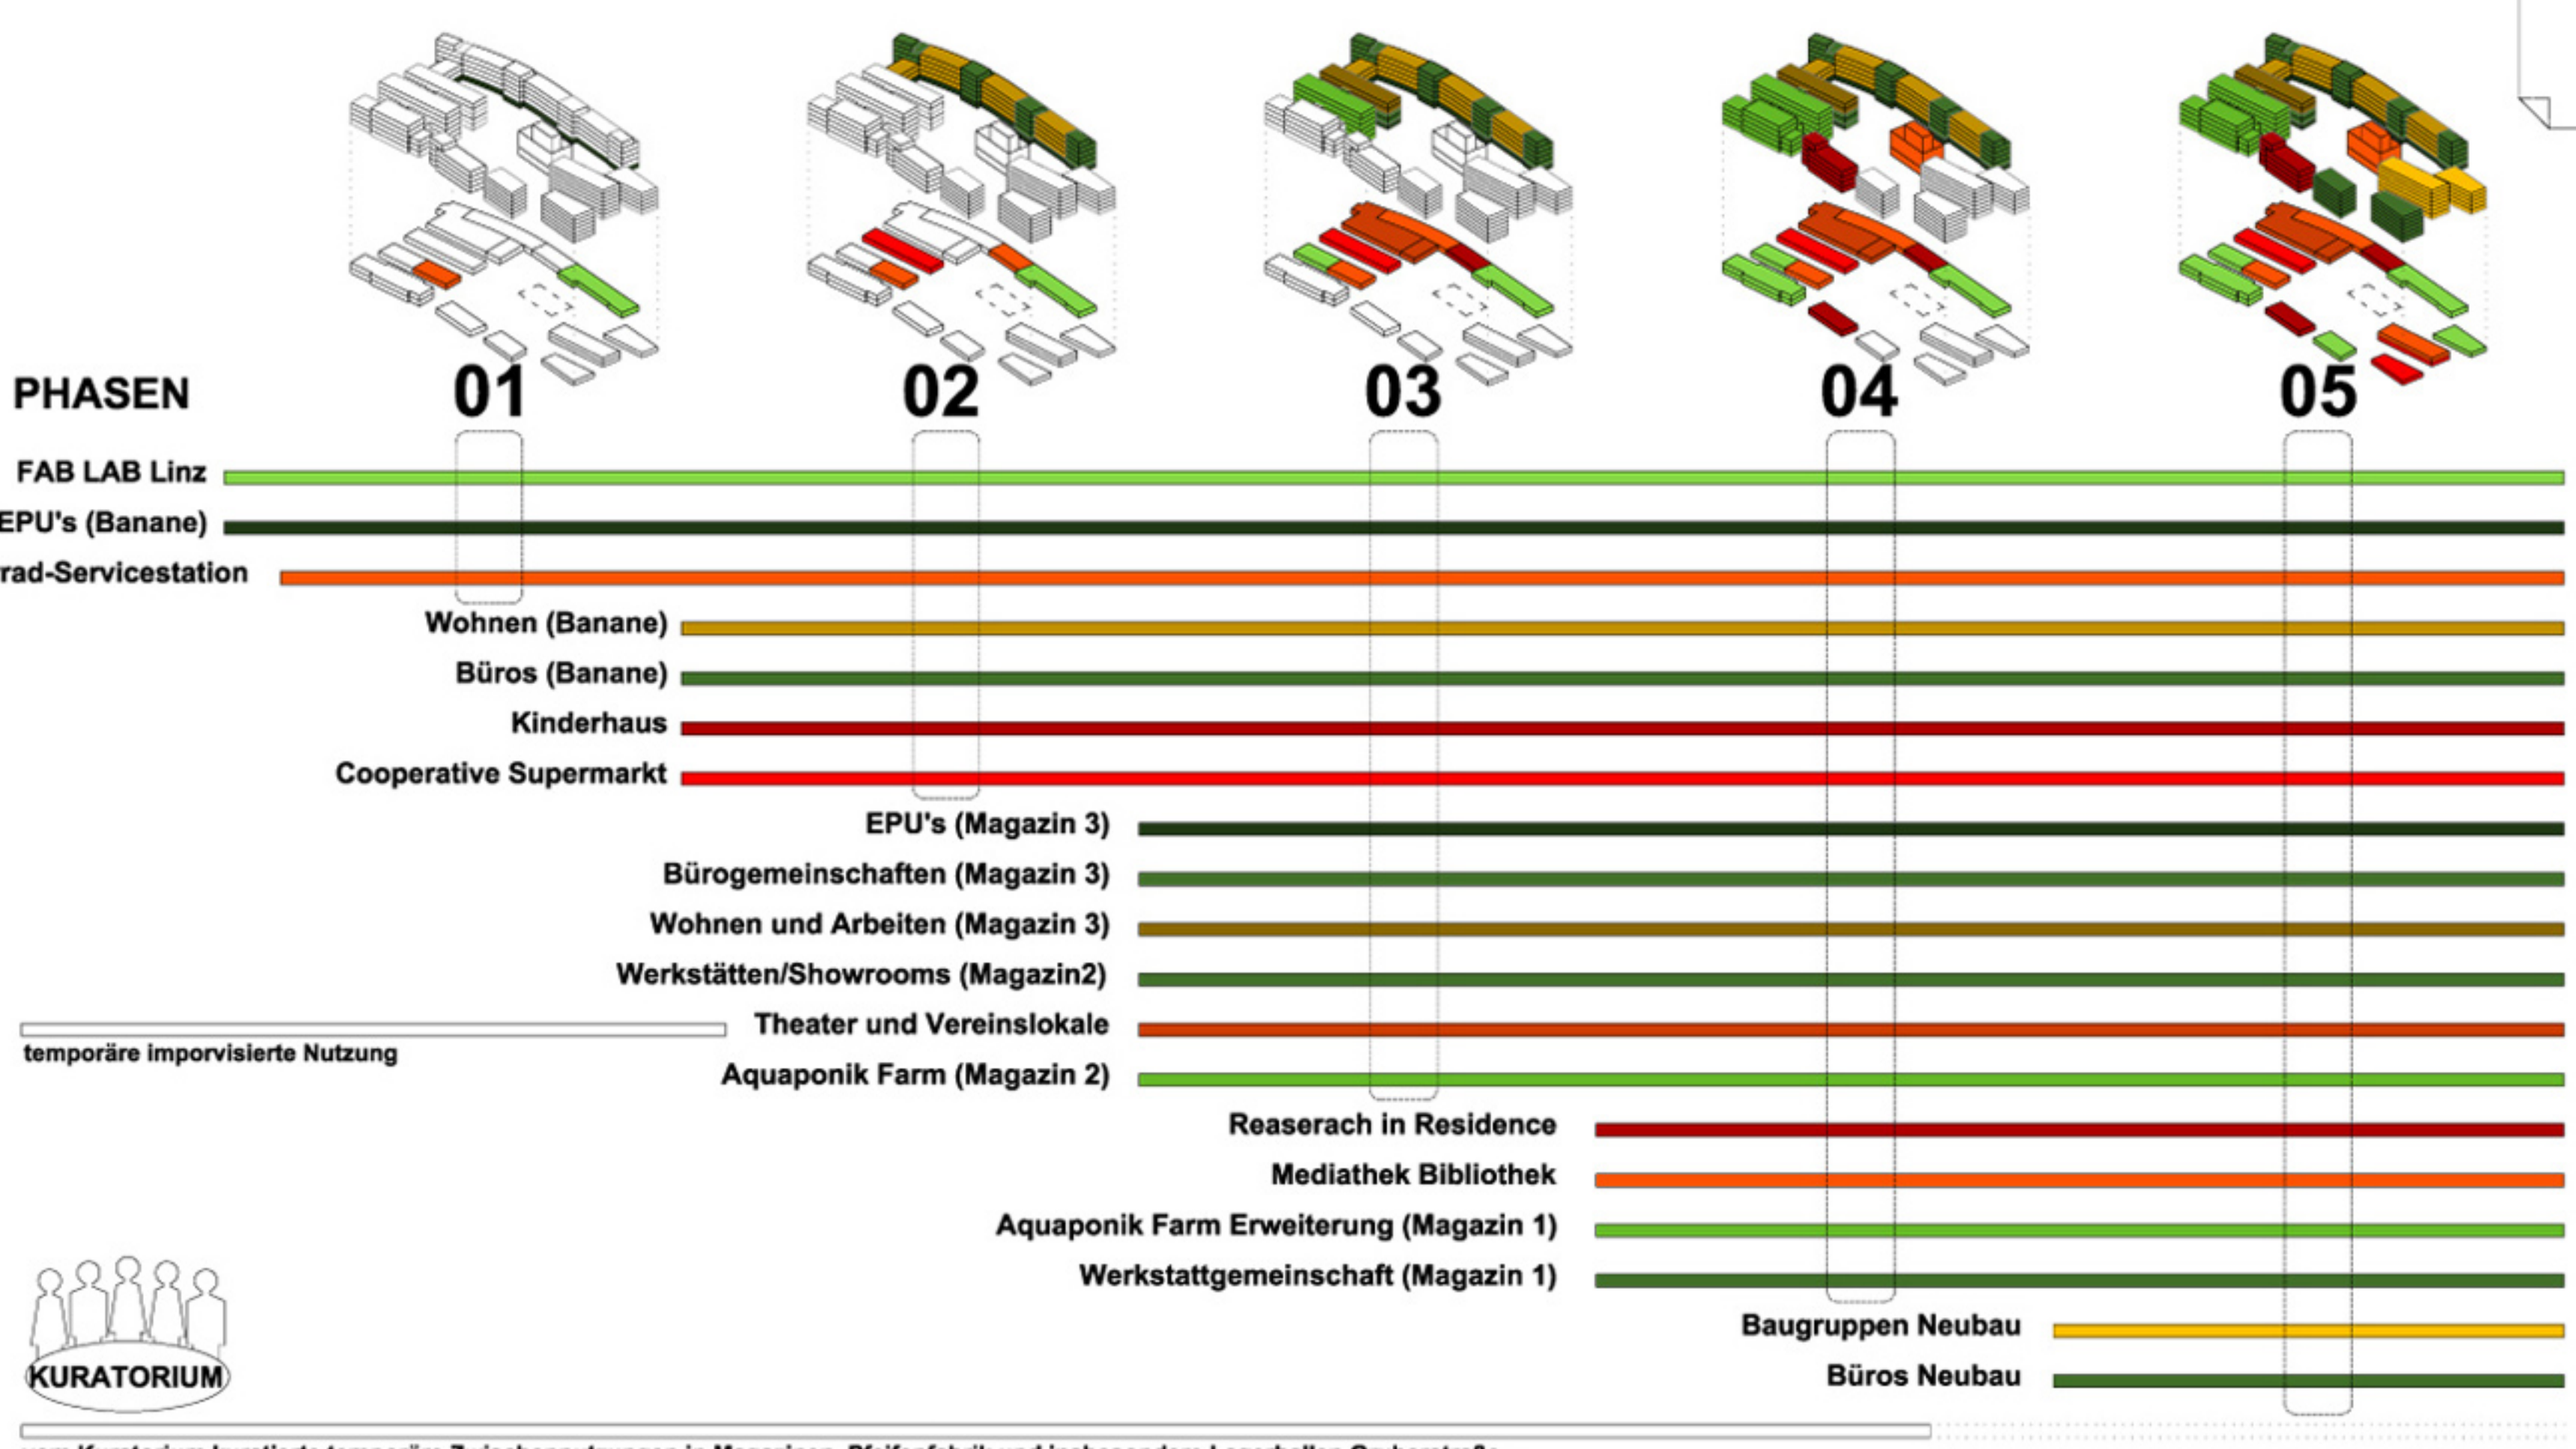 PHASEN 01 02 03 04 05
FAB LAB Linz
EPU's (Banane)
rad-Servicestation
Wohnen (Banane)
Büros (Banane)
Kinderhaus
Cooperative Supermarkt
EPU's (Magazin 3)
Bürogemeinschaften (Magazin 3)
Wohnen und Arbeiten (Magazin 3)
Werkstätten/Showrooms (Magazin2)
Theater und Vereinslokale
temporäre imporvisierte Nutzung
Aquaponik Farm (Magazin 2)
Reaserach in Residence
Mediathek Bibliothek
Aquaponik Farm Erweiterung (Magazin 1)
Werkstattgemeinschaft (Magazin 1)
Baugruppen Neubau
Büros Neubau
KURATORIUM